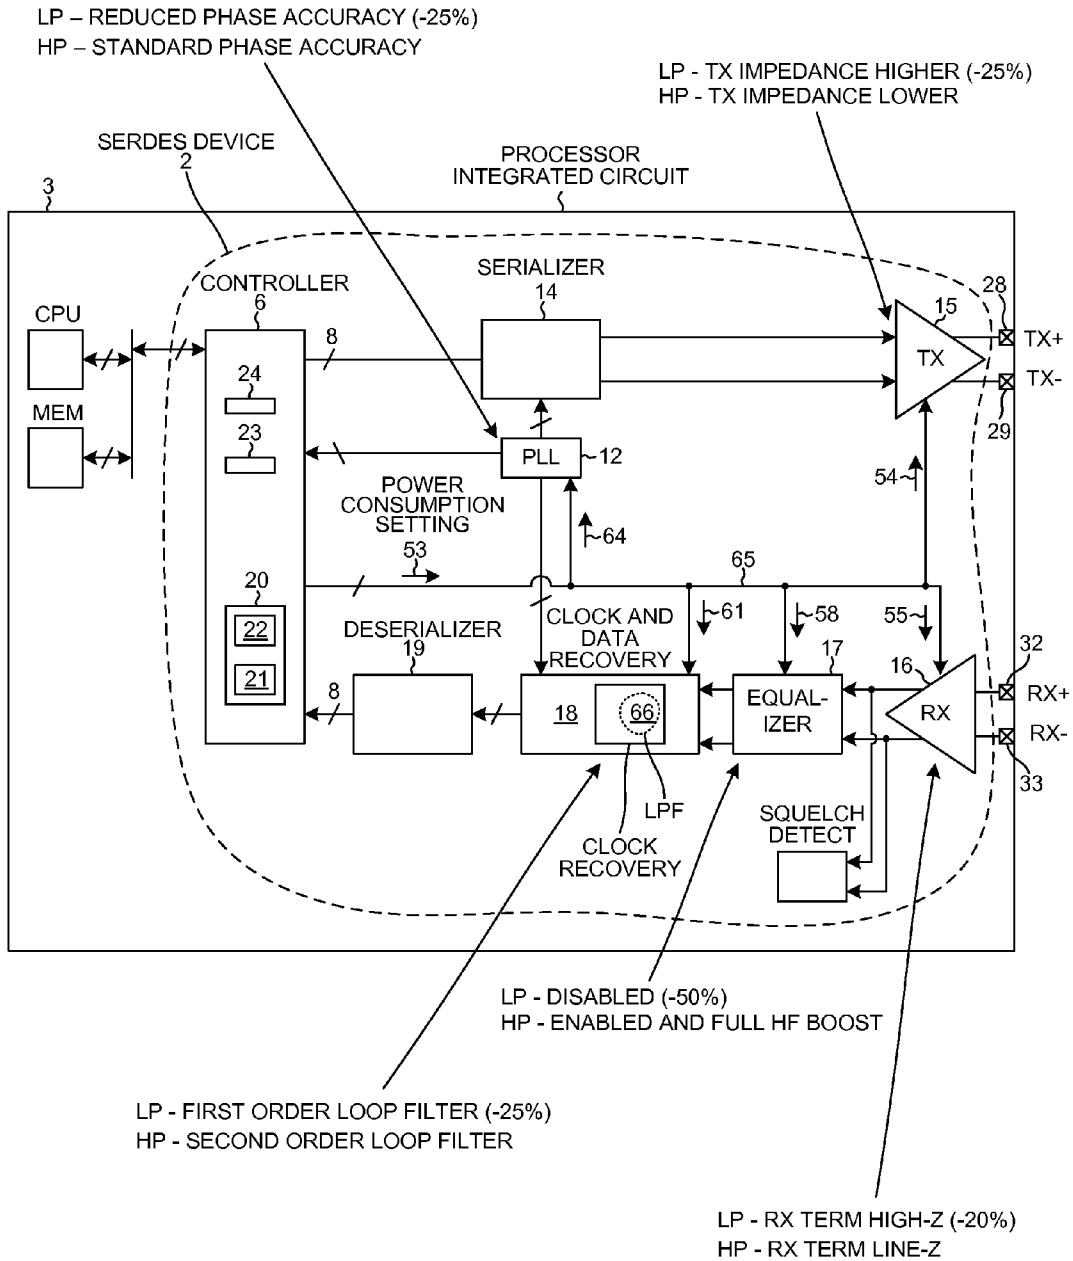 LP – REDUCED PHASE ACCURACY (-25%)
HP – STANDARD PHASE ACCURACY
LP - TX IMPEDANCE HIGHER (-25%)
HP - TX IMPEDANCE LOWER
SERDES DEVICE
2
PROCESSOR
INTEGRATED CIRCUIT
3
CONTROLLER
6
SERIALIZER
14
15
28
CPU
8
TX
TX+
24
TX-
MEM
29
23
PLL
12
POWER
CONSUMPTION
SETTING
54
53
64
65
20
CLOCK AND
DATA
RECOVERY
61
58
55
22
DESERIALIZER
19
17
32
21
16
8
18
66
EQUAL-
IZER
RX
RX+
RX-
33
LPF
SQUELCH
DETECT
CLOCK
RECOVERY
LP - DISABLED (-50%)
HP - ENABLED AND FULL HF BOOST
LP - FIRST ORDER LOOP FILTER (-25%)
HP - SECOND ORDER LOOP FILTER
LP - RX TERM HIGH-Z (-20%)
HP - RX TERM LINE-Z